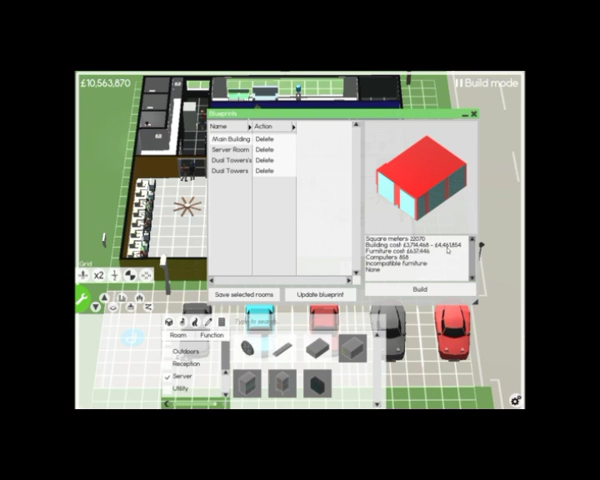 £10,563,870
Build mode
Blueprints
Name Action
Main Building Delete
Server Room Delete
Dual Towers's Delete
Dual Towers Delete
Square meters: 22070
Building cost: £3,714,468 - £4,461,854
Furniture cost: £637,446
Computers: 858
Incompatible furniture:
None
Save selected rooms
Update blueprint
Build
Grid
x2
Room Function
Outdoors
Reception
Server
Utility